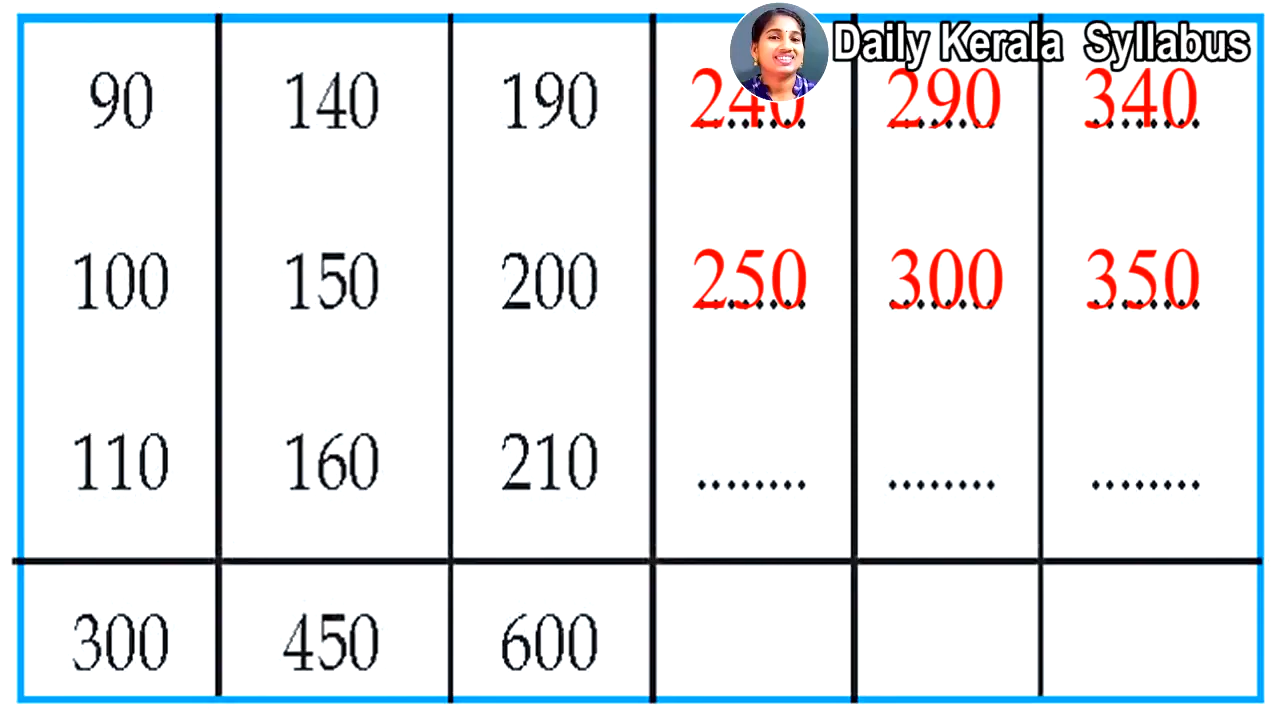 Daily Kerala Syllabus
90 140 190 240 290 340
100 150 200 250 300 350
110 160 210 ........ ........ ........
300 450 600